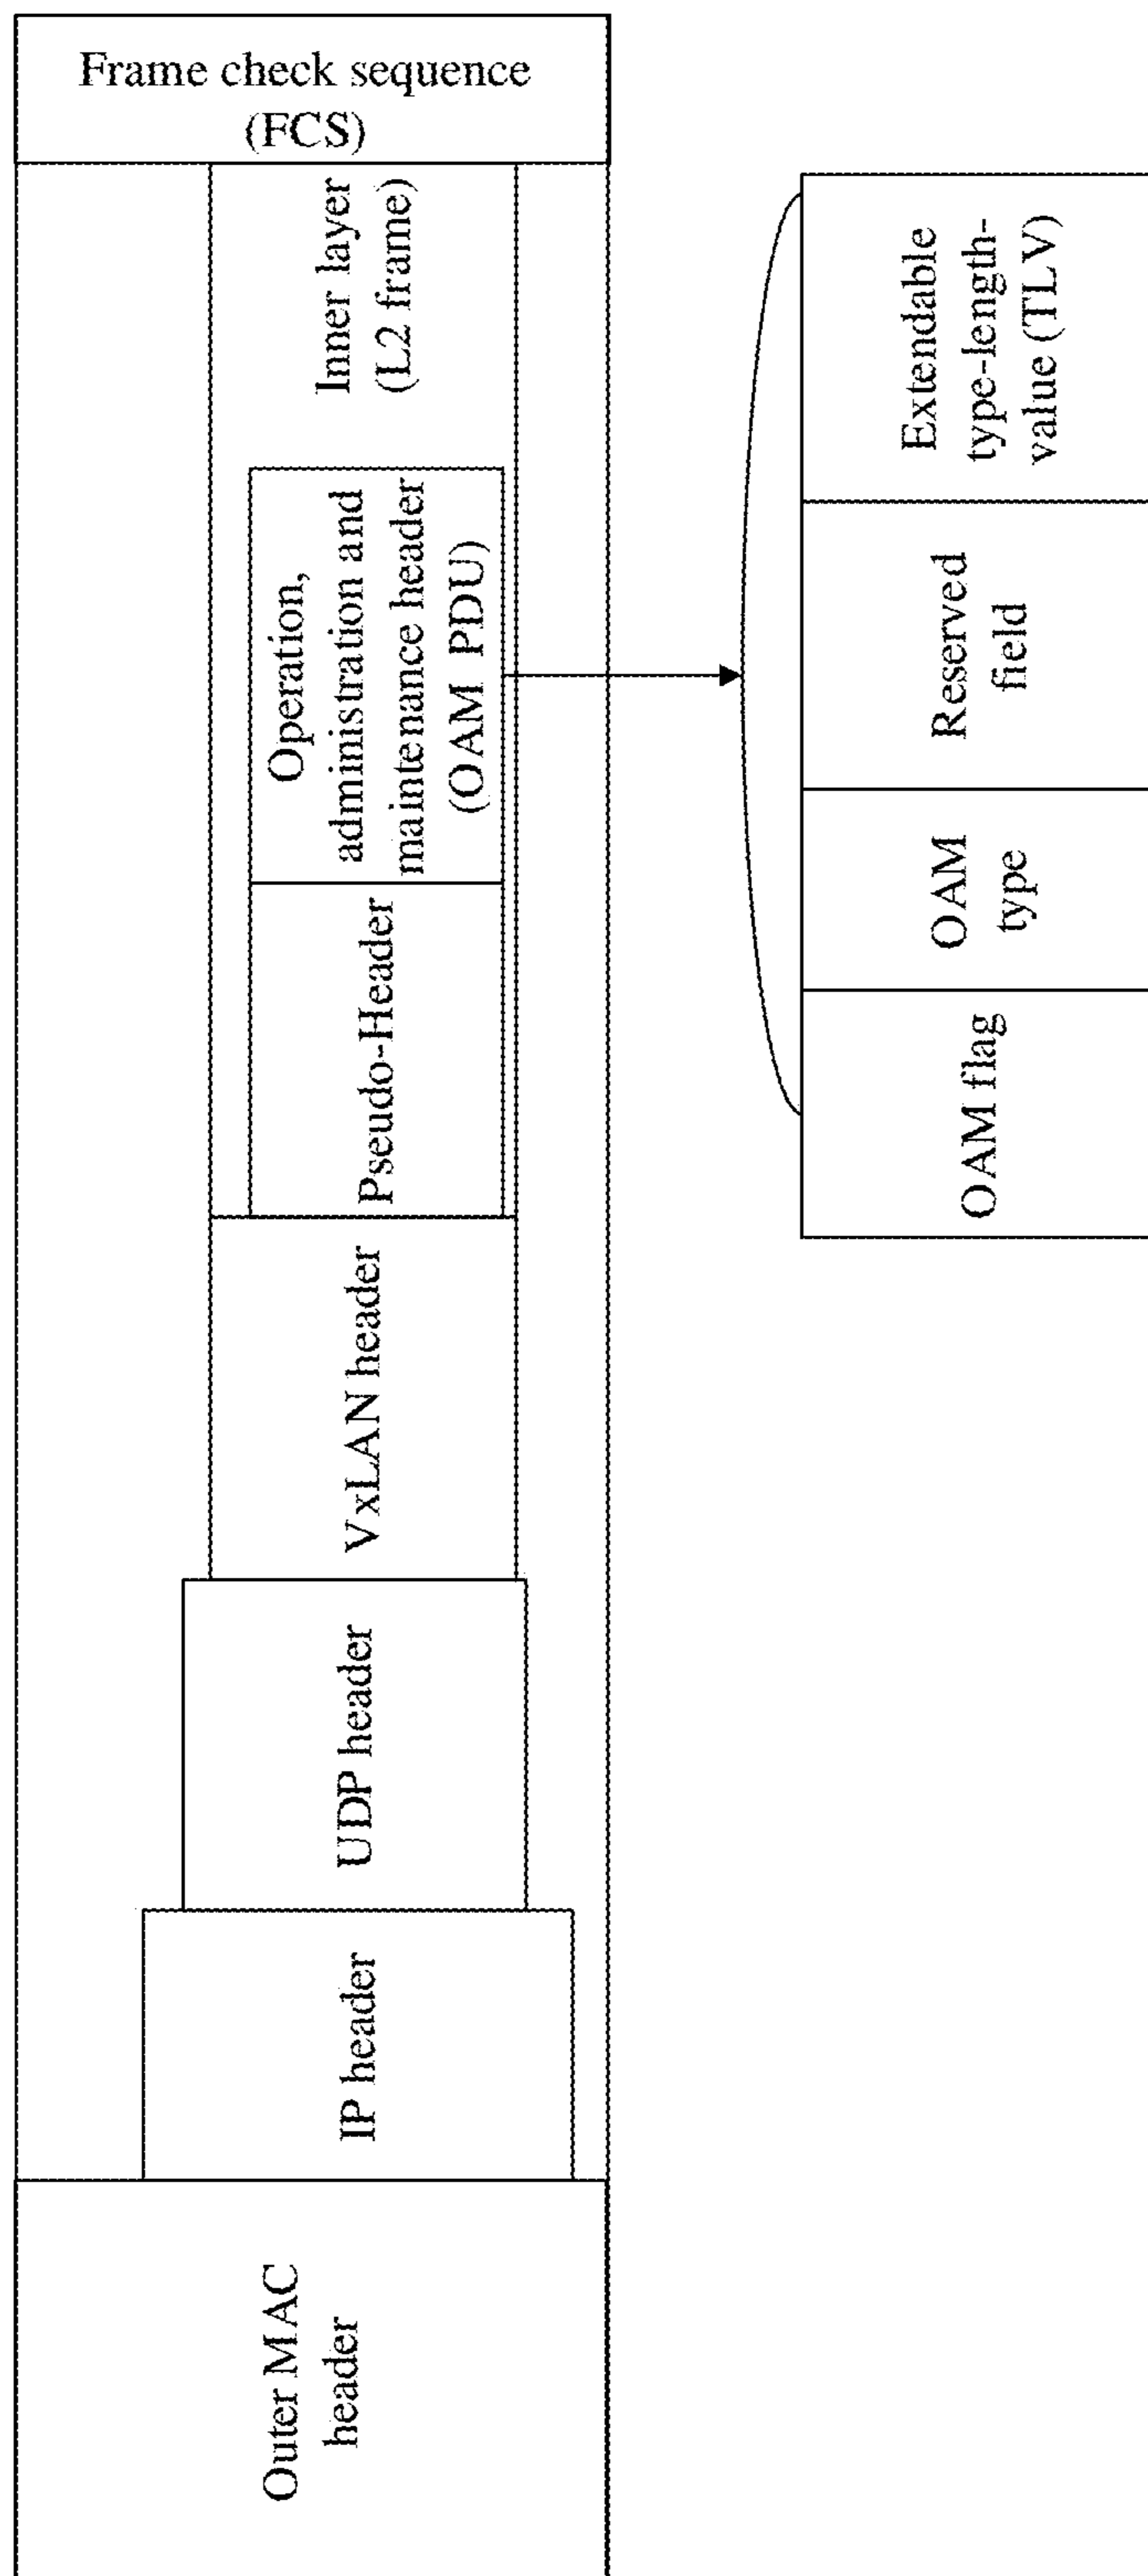 Frame check sequence
(FCS)
Inner layer
(L2 frame)
Operation,
administration and
maintenance header
(OAM PDU)
Pseudo-Header
VxLAN header
UDP header
IP header
Outer MAC
header
Extendable
type-length-
value (TLV)
Reserved
field
OAM
type
OAM flag